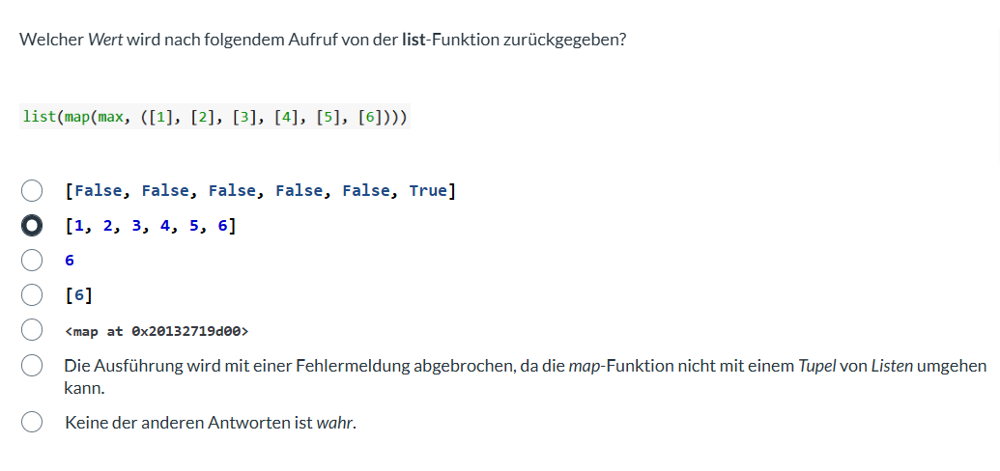 Welcher Wert wird nach folgendem Aufruf von der list-Funktion zurückgegeben?
list(map(max, ([1], [2], [3], [4], [5], [6])))
[False, False, False, False, False, True]
[1, 2, 3, 4, 5, 6]
6
[6]
<map at 0x20132719d00>
Die Ausführung wird mit einer Fehlermeldung abgebrochen, da die map-Funktion nicht mit einem Tupel von Listen umgehen
kann.
Keine der anderen Antworten ist wahr.